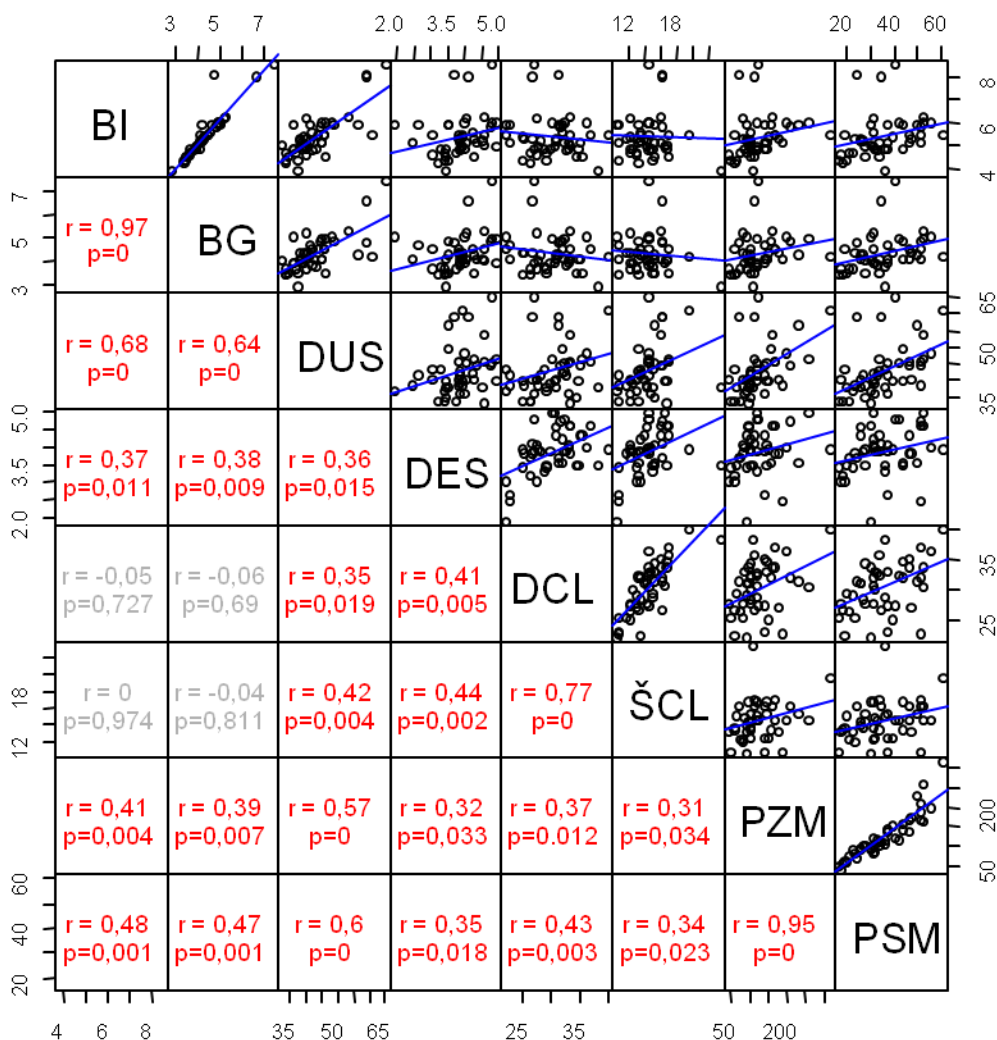 3 5 7 2.0 3.5 5.0 12 18 20 40 60
BI
4 6 8
r = 0,97
p=0
BG
3 5 7
r = 0,68
p=0
r = 0,64
p=0
DUS
35 50 65
r = 0,37
p=0,011
r = 0,38
p=0,009
r = 0,36
p=0,015
DES
2.0 3.5 5.0
r = -0,05
p=0,727
r = -0,06
p=0,69
r = 0,35
p=0,019
r = 0,41
p=0,005
DCL
25 35
r = 0
p=0,974
r = -0,04
p=0,811
r = 0,42
p=0,004
r = 0,44
p=0,002
r = 0,77
p=0
ŠCL
12 18
r = 0,41
p=0,004
r = 0,39
p=0,007
r = 0,57
p=0
r = 0,32
p=0,033
r = 0,37
p=0.012
r = 0,31
p=0,034
PZM
50 200
r = 0,48
p=0,001
r = 0,47
p=0,001
r = 0,6
p=0
r = 0,35
p=0,018
r = 0,43
p=0,003
r = 0,34
p=0,023
r = 0,95
p=0
PSM
20 40 60
4 6 8 35 50 65 25 35 50 200